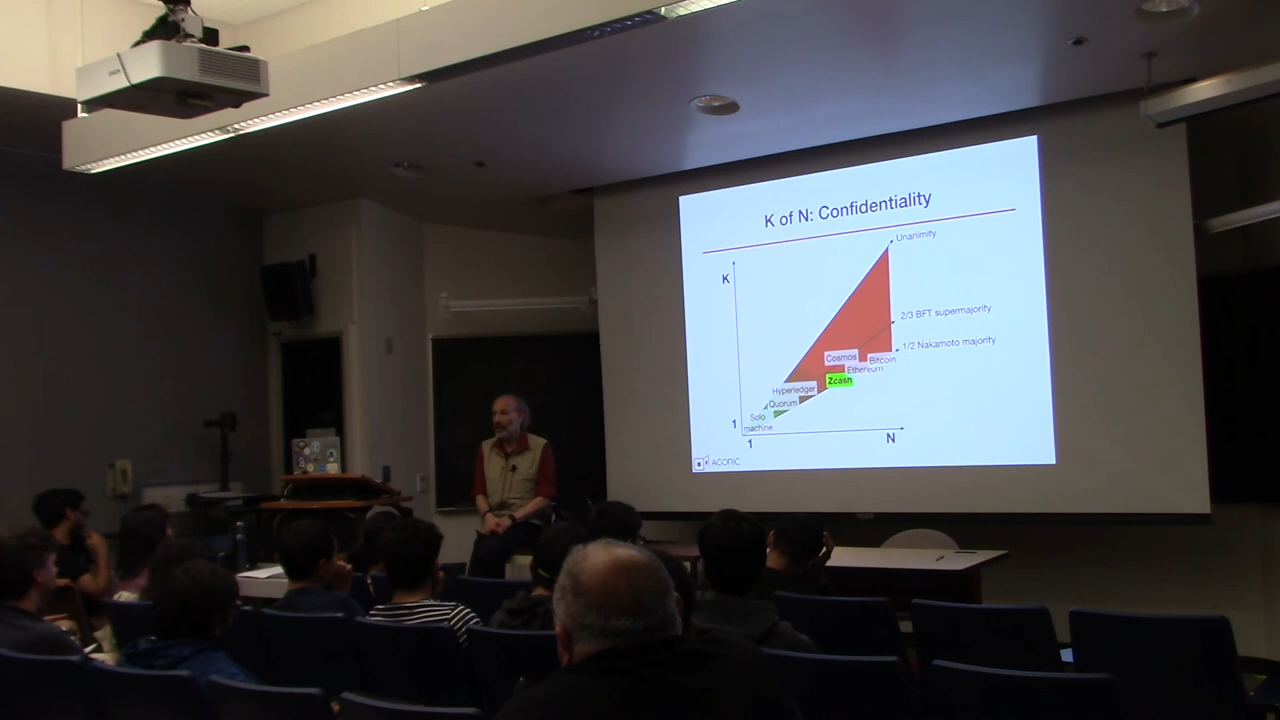 K of N: Confidentiality
Unanimity
K
2/3 BFT supermajority
1/2 Nakamoto majority
Cosmos
Bitcoin
Ethereum
Zcash
Hyperledger
Quorum
Solo
machine
1
1
N
AGORIC